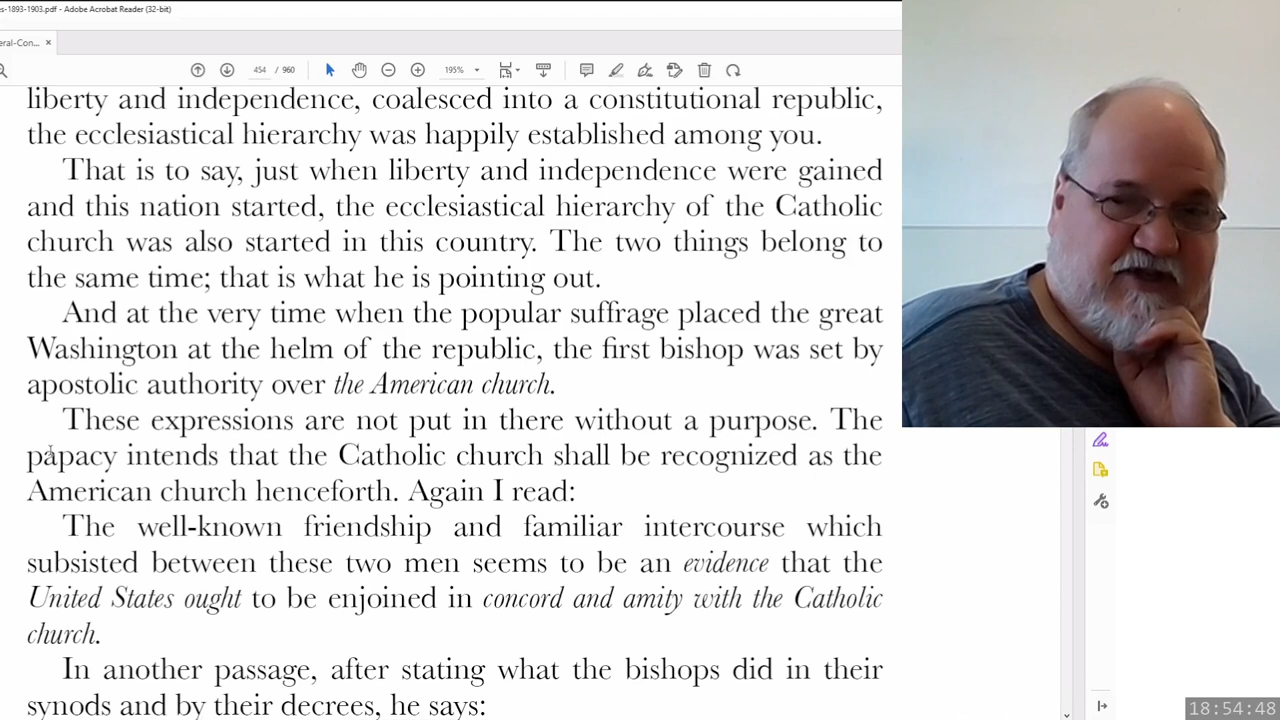 s-1893-1903.pdf - Adobe Acrobat Reader (32-bit)
eral-Con... ×
454 / 960
195%
liberty and independence, coalesced into a constitutional republic,
the ecclesiastical hierarchy was happily established among you.
That is to say, just when liberty and independence were gained
and this nation started, the ecclesiastical hierarchy of the Catholic
church was also started in this country. The two things belong to
the same time; that is what he is pointing out.
And at the very time when the popular suffrage placed the great
Washington at the helm of the republic, the first bishop was set by
apostolic authority over the American church.
These expressions are not put in there without a purpose. The
papacy intends that the Catholic church shall be recognized as the
American church henceforth. Again I read:
The well-known friendship and familiar intercourse which
subsisted between these two men seems to be an evidence that the
United States ought to be enjoined in concord and amity with the Catholic
church.
In another passage, after stating what the bishops did in their
synods and by their decrees, he says:
18:54:48